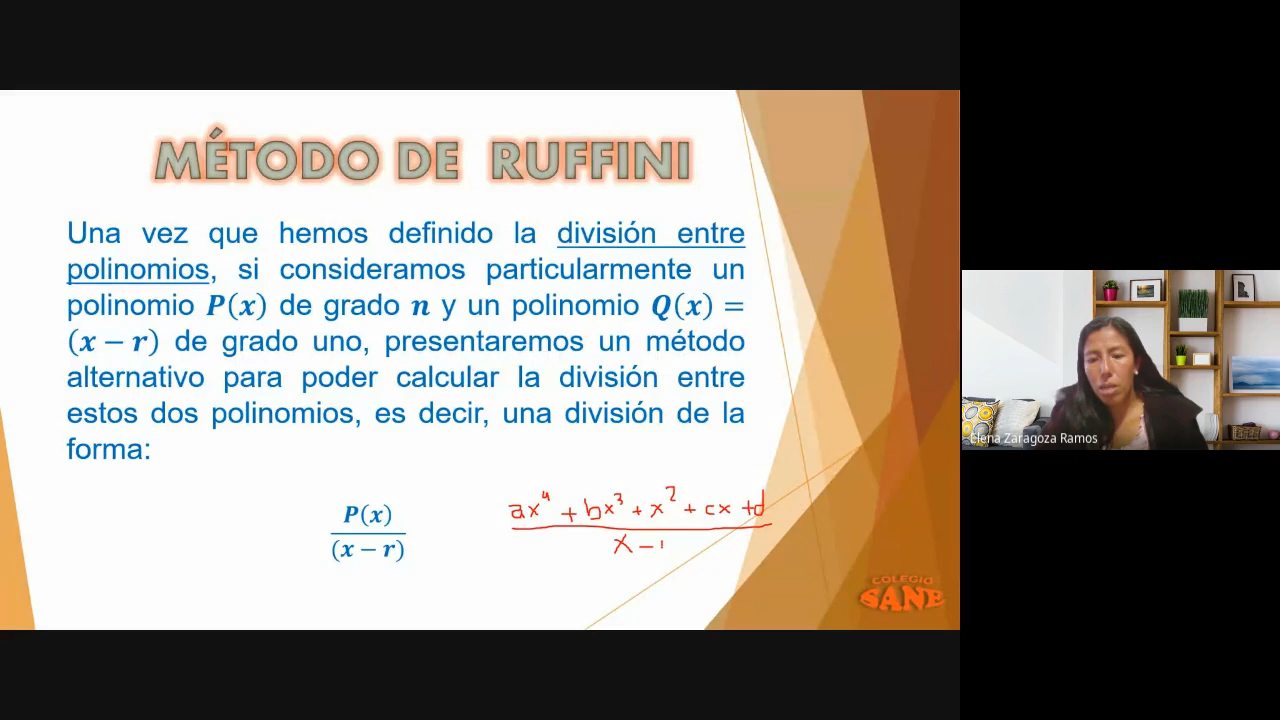 MÉTODO DE RUFFINI
Una vez que hemos definido la división entre
polinomios, si consideramos particularmente un
polinomio P(x) de grado n y un polinomio Q(x) =
(x − r) de grado uno, presentaremos un método
alternativo para poder calcular la división entre
estos dos polinomios, es decir, una división de la
forma:
P(x)
(x − r)
ax⁴ + bx³ + x² + cx + d
x −
COLEGIO
SANE
Elena Zaragoza Ramos